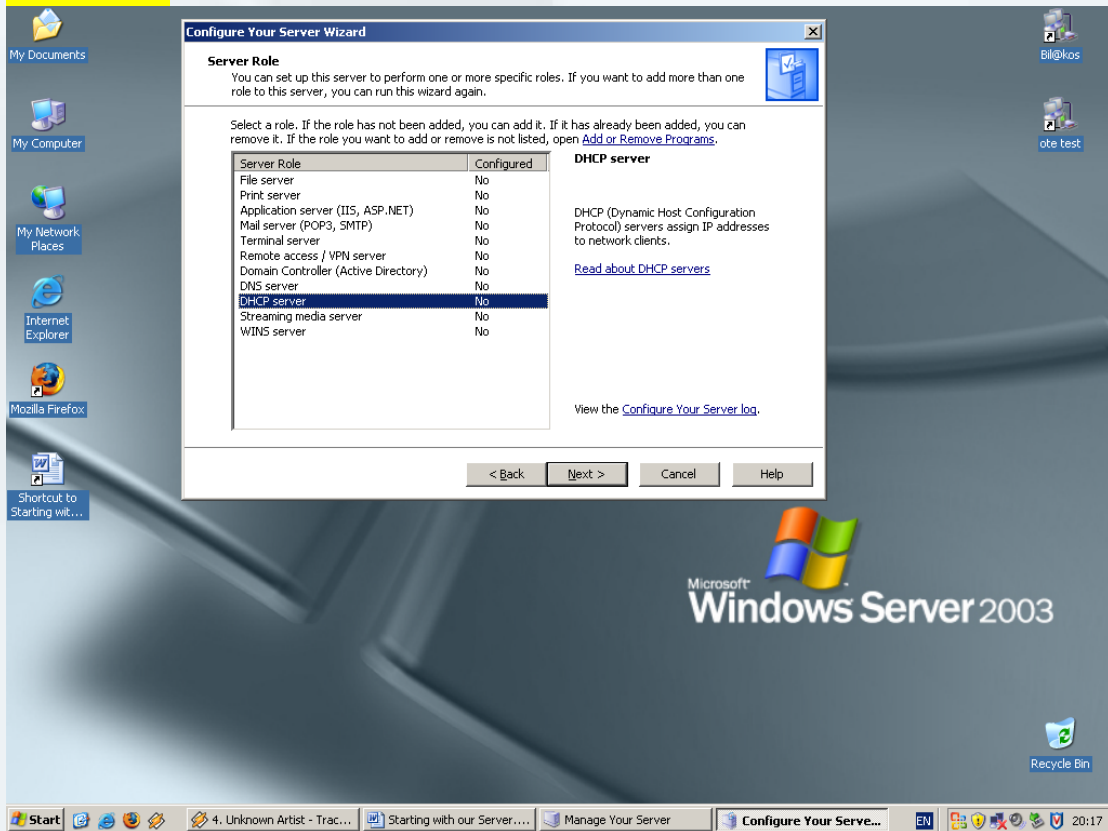 My Documents
My Computer
My Network
Places
Internet
Explorer
Mozilla Firefox
Shortcut to
Starting wit...
Configure Your Server Wizard
Server Role
You can set up this server to perform one or more specific roles. If you want to add more than one
role to this server, you can run this wizard again.
Select a role. If the role has not been added, you can add it. If it has already been added, you can
remove it. If the role you want to add or remove is not listed, open Add or Remove Programs.
Server Role Configured
File server No
Print server No
Application server (IIS, ASP.NET) No
Mail server (POP3, SMTP) No
Terminal server No
Remote access / VPN server No
Domain Controller (Active Directory) No
DNS server No
DHCP server No
Streaming media server No
WINS server No
DHCP server
DHCP (Dynamic Host Configuration
Protocol) servers assign IP addresses
to network clients.
Read about DHCP servers
View the Configure Your Server log.
< Back Next > Cancel Help
Bil@kos
ote test
Microsoft
Windows Server 2003
Recycle Bin
Start 4. Unknown Artist - Trac... Starting with our Server.... Manage Your Server Configure Your Serve... EN 20:17